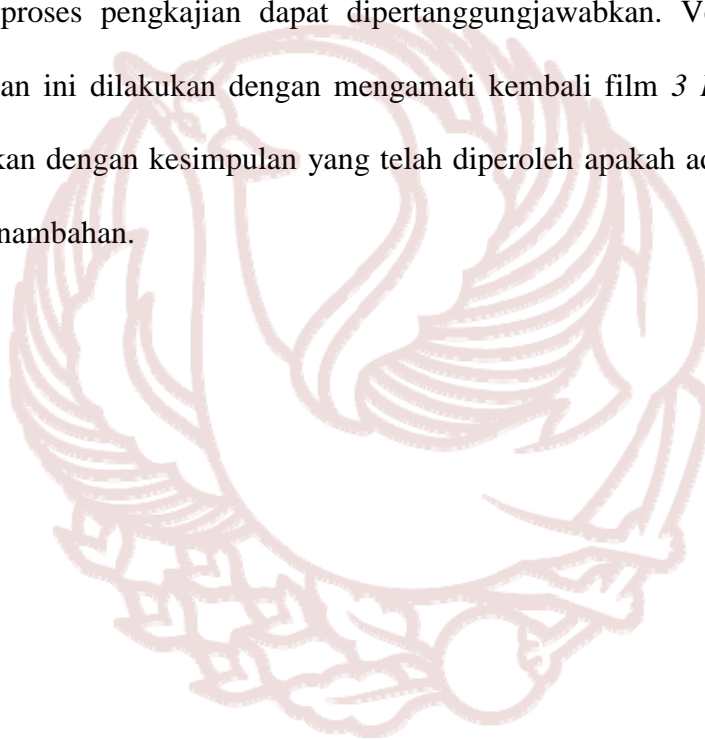 proses pengkajian dapat dipertanggungjawabkan.
an ini dilakukan dengan mengamati kembali film 3
kan dengan kesimpulan yang telah diperoleh apakah
nambahan.